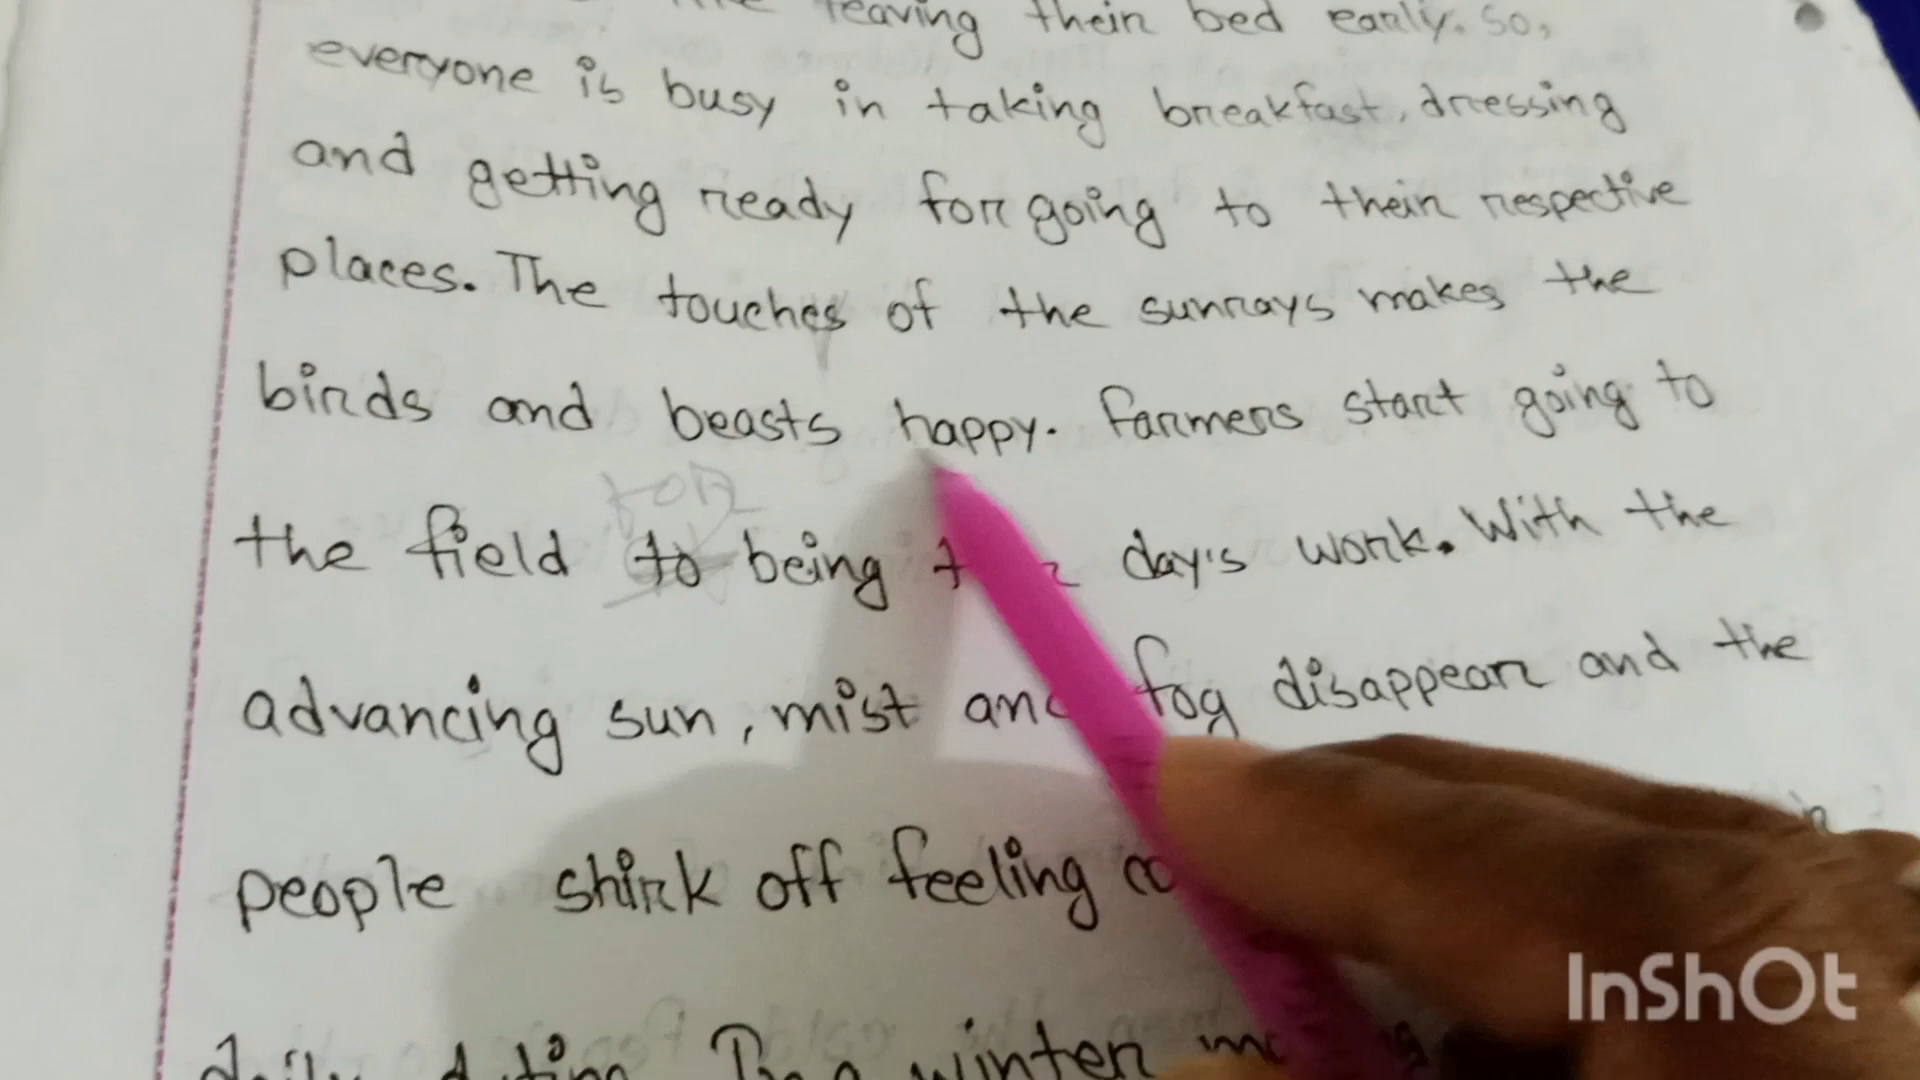 leaving their bed early. So,
everyone is busy in taking breakfast, dressing
and getting ready for going to their respective
places. The touches of the sunrays makes the
birds and beasts happy. Farmers start going to
for
the field to being day's work. With the
advancing sun, mist and fog disappear and the
people shirk off feeling
winter
InShOt